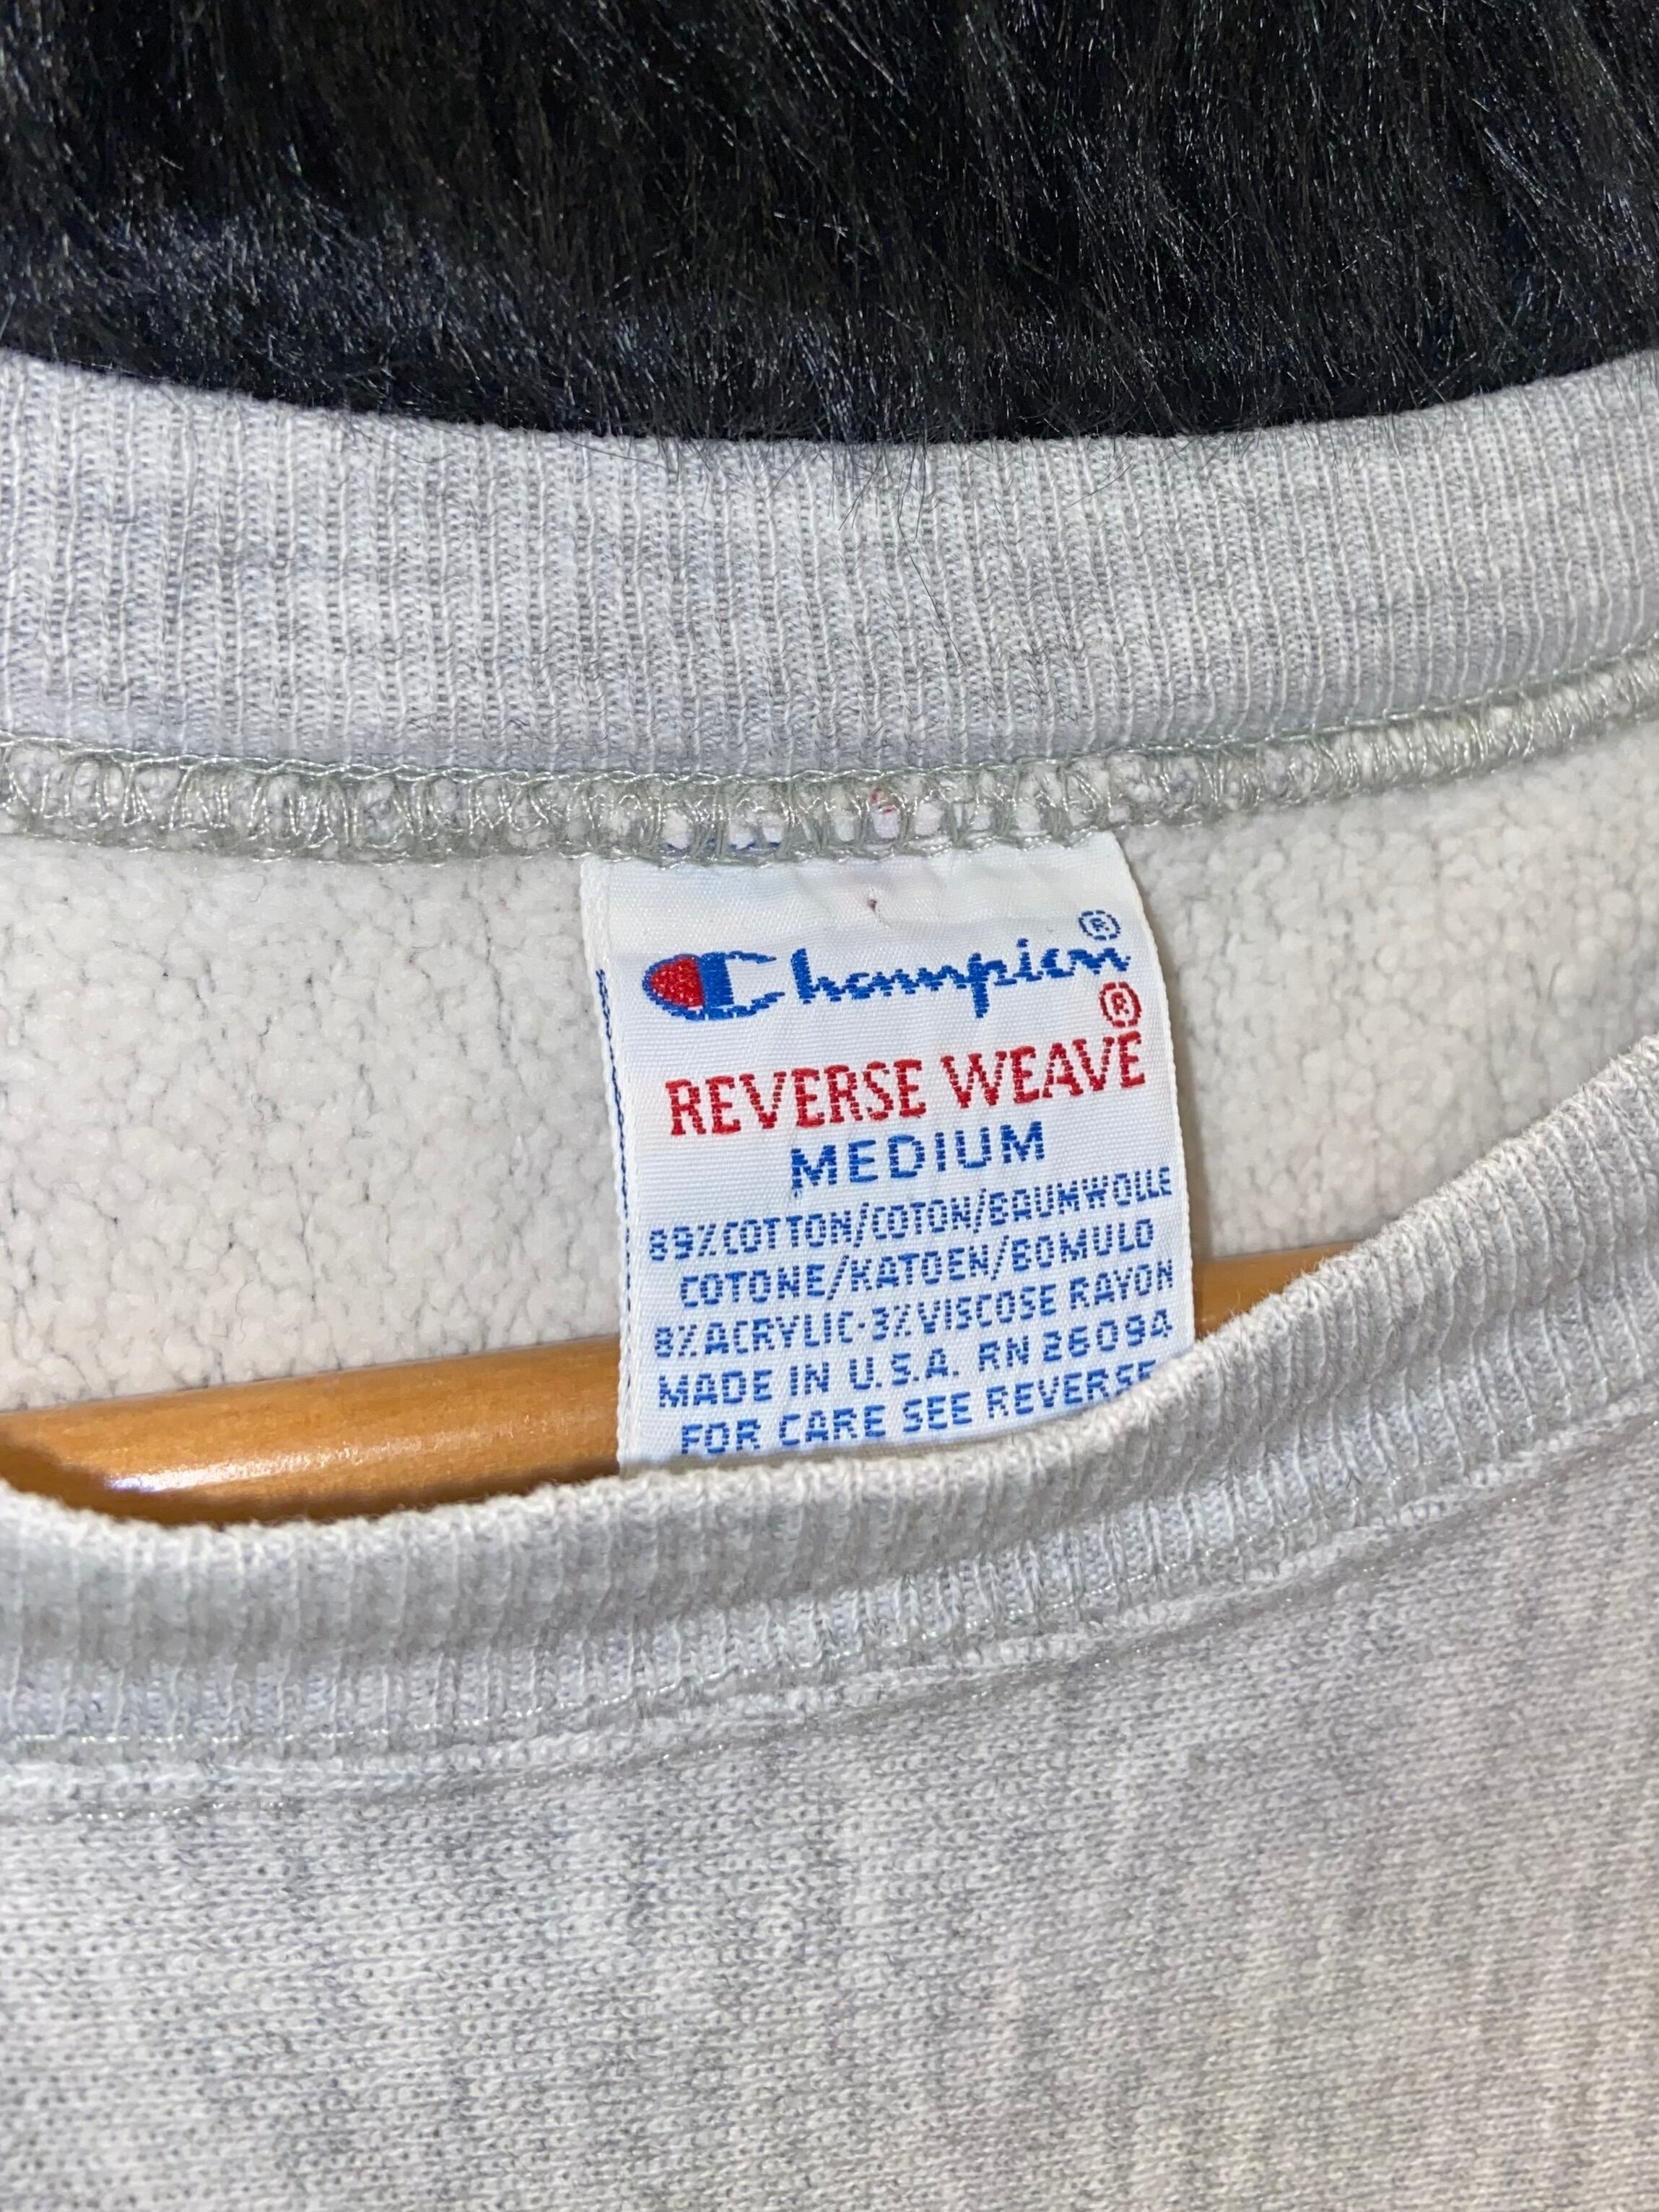 Champion®
REVERSE WEAVE®
MEDIUM
89%COTTON/COTON/BAUMWOLLE
COTONE/KATOEN/BOMULD
8%ACRYLIC-3%VISCOSE RAYON
MADE IN U.S.A. RN 26094
FOR CARE SEE REVERSE